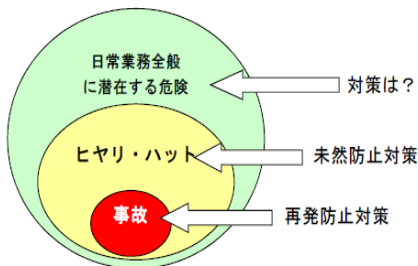 日常業務全般
に潜在する危険
対策は？
ヒヤリ・ハット
未然防止対策
事故
再発防止対策